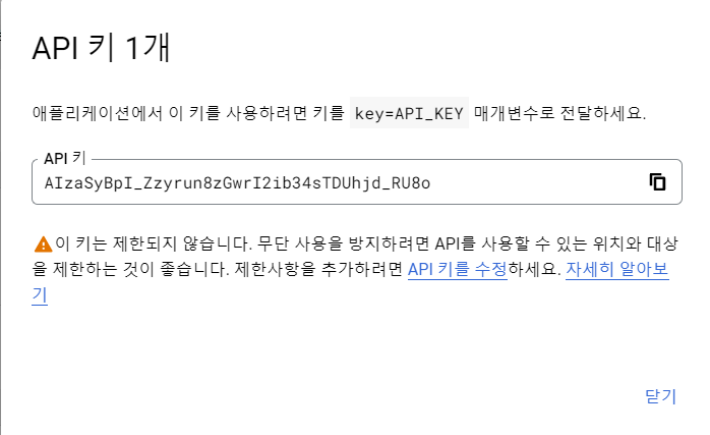 API 키 1개
애플리케이션에서 이 키를 사용하려면 키를 key=API_KEY 매개변수로 전달하세요.
API 키
AIzaSyBpI_Zzyrun8zGwrI2ib34sTDUhjd_RU8o
이 키는 제한되지 않습니다. 무단 사용을 방지하려면 API를 사용할 수 있는 위치와 대상
을 제한하는 것이 좋습니다. 제한사항을 추가하려면 API 키를 수정하세요. 자세히 알아보
기
닫기